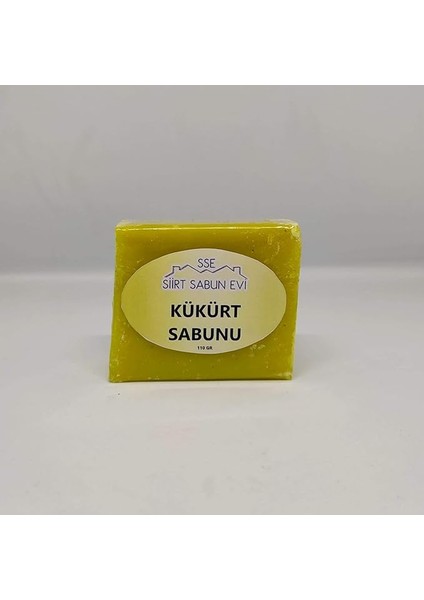 SSE
SİİRT SABUN EVİ
KÜKÜRT
SABUNU
110 GR